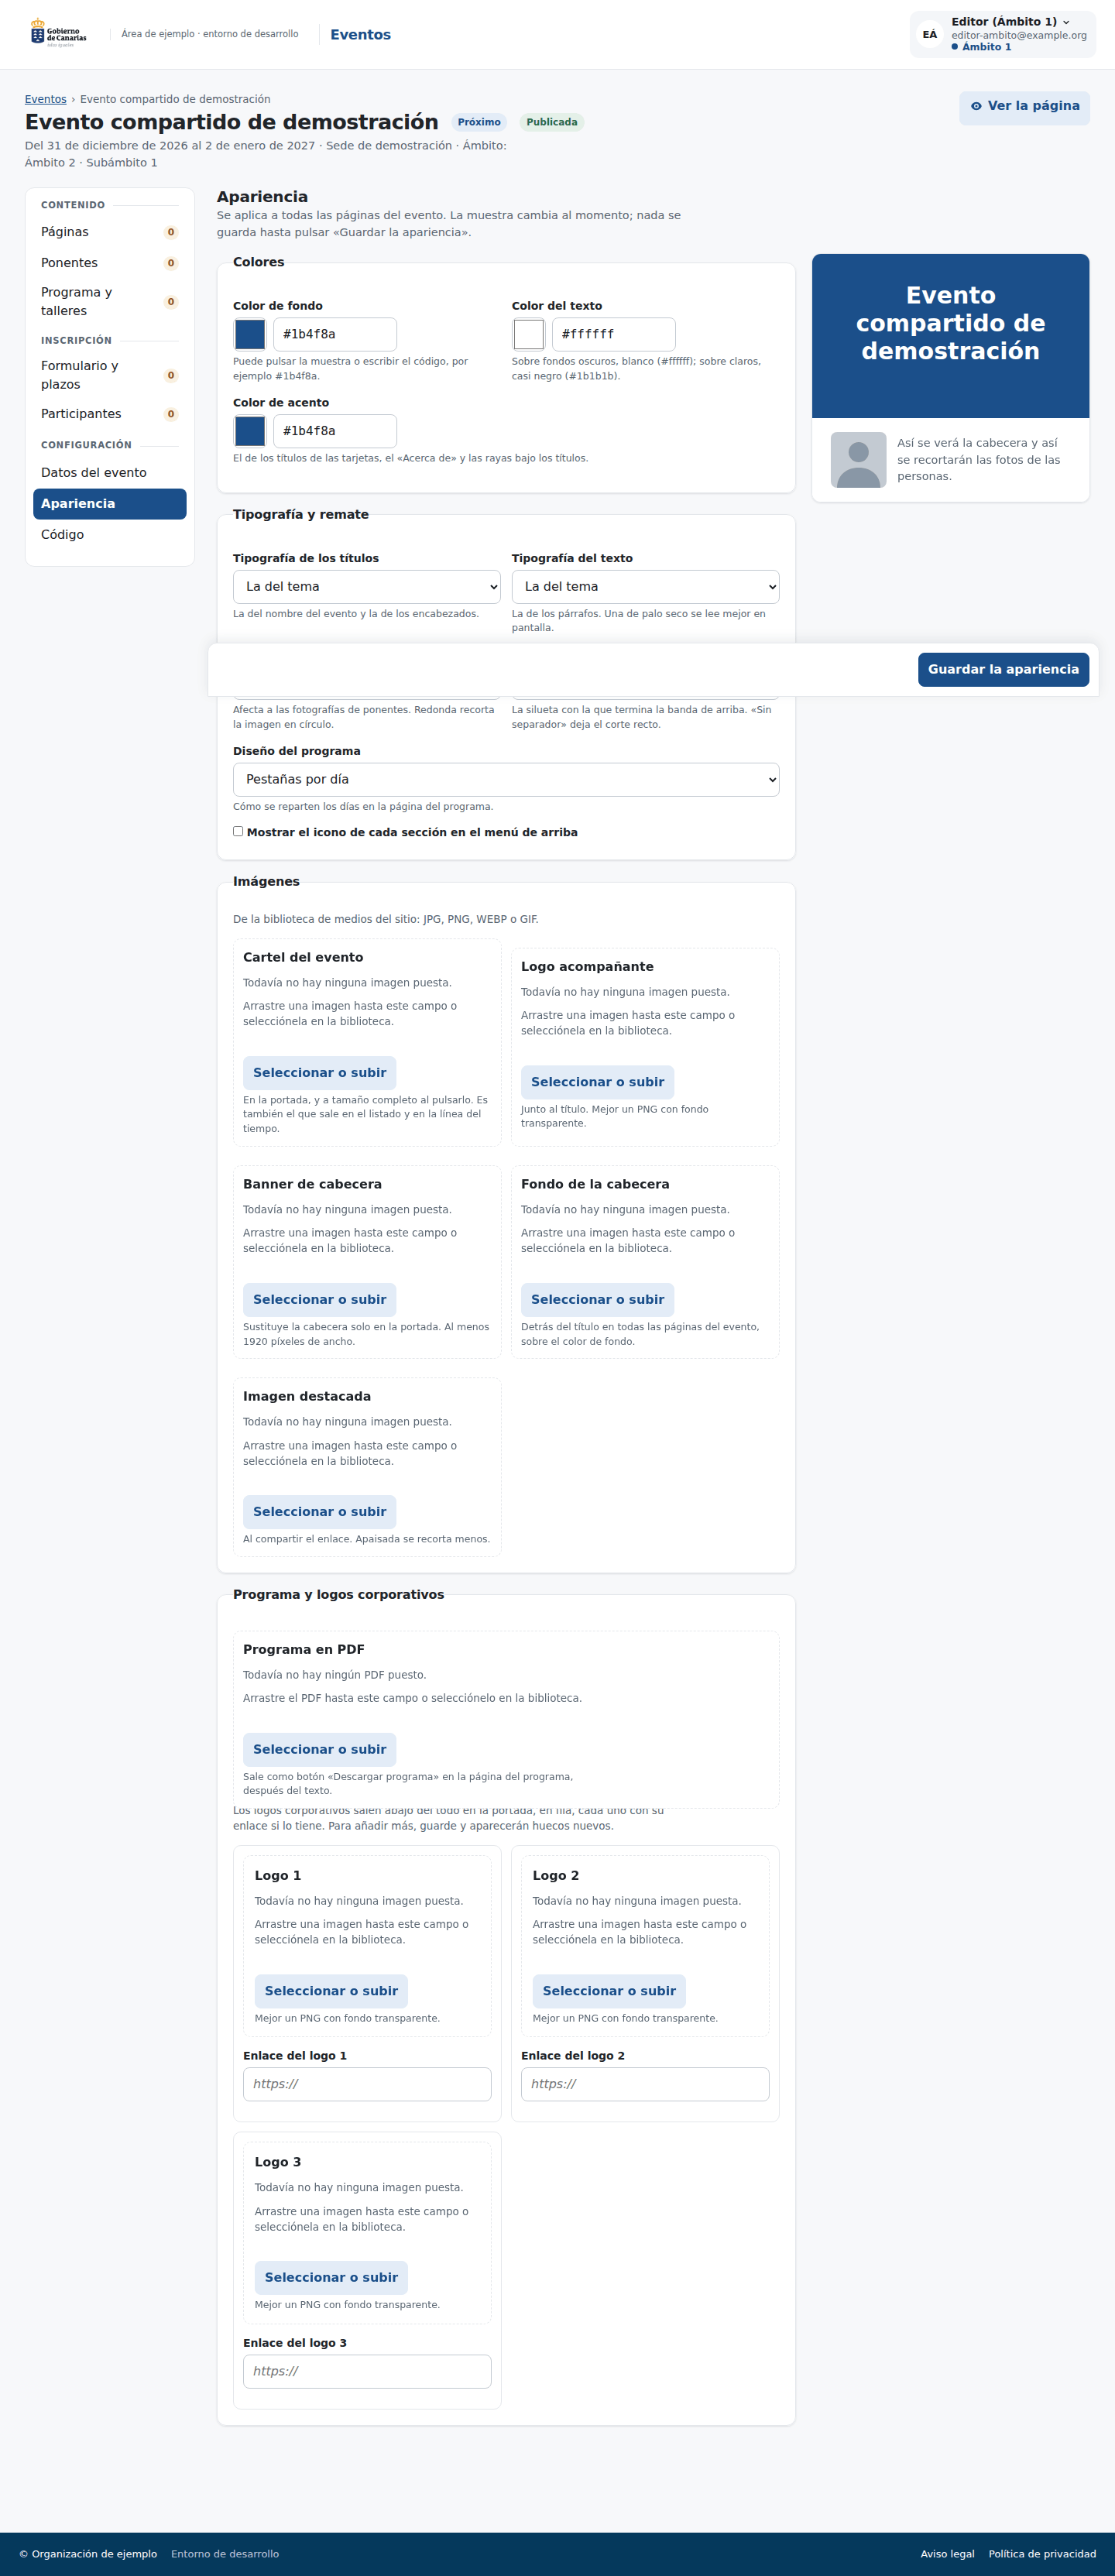 Gobierno
de Canarias
Área de ejemplo · entorno de desarrollo
Eventos
EÁ
Editor (Ámbito 1)
editor-ambito@example.org
Ámbito 1
Eventos › Evento compartido de demostración
Evento compartido de demostración
Próximo
Publicada
Del 31 de diciembre de 2026 al 2 de enero de 2027 · Sede de demostración · Ámbito:
Ámbito 2 · Subámbito 1
Ver la página
CONTENIDO
Páginas 0
Ponentes 0
Programa y
talleres 0
INSCRIPCIÓN
Formulario y
plazos 0
Participantes 0
CONFIGURACIÓN
Datos del evento
Apariencia
Código
Apariencia
Se aplica a todas las páginas del evento. La muestra cambia al momento; nada se
guarda hasta pulsar «Guardar la apariencia».
Colores
Color de fondo
#1b4f8a
Puede pulsar la muestra o escribir el código, por
ejemplo #1b4f8a.
Color del texto
#ffffff
Sobre fondos oscuros, blanco (#ffffff); sobre claros,
casi negro (#1b1b1b).
Color de acento
#1b4f8a
El de los títulos de las tarjetas, el «Acerca de» y las rayas bajo los títulos.
Evento
compartido de
demostración
Así se verá la cabecera y así
se recortarán las fotos de las
personas.
Tipografía y remate
Tipografía de los títulos
La del tema
La del nombre del evento y la de los encabezados.
Tipografía del texto
La del tema
La de los párrafos. Una de palo seco se lee mejor en
pantalla.
Guardar la apariencia
Afecta a las fotografías de ponentes. Redonda recorta
la imagen en círculo.
La silueta con la que termina la banda de arriba. «Sin
separador» deja el corte recto.
Diseño del programa
Pestañas por día
Cómo se reparten los días en la página del programa.
Mostrar el icono de cada sección en el menú de arriba
Imágenes
De la biblioteca de medios del sitio: JPG, PNG, WEBP o GIF.
Cartel del evento
Todavía no hay ninguna imagen puesta.
Arrastre una imagen hasta este campo o
selecciónela en la biblioteca.
Seleccionar o subir
En la portada, y a tamaño completo al pulsarlo. Es
también el que sale en el listado y en la línea del
tiempo.
Logo acompañante
Todavía no hay ninguna imagen puesta.
Arrastre una imagen hasta este campo o
selecciónela en la biblioteca.
Seleccionar o subir
Junto al título. Mejor un PNG con fondo
transparente.
Banner de cabecera
Todavía no hay ninguna imagen puesta.
Arrastre una imagen hasta este campo o
selecciónela en la biblioteca.
Seleccionar o subir
Sustituye la cabecera solo en la portada. Al menos
1920 píxeles de ancho.
Fondo de la cabecera
Todavía no hay ninguna imagen puesta.
Arrastre una imagen hasta este campo o
selecciónela en la biblioteca.
Seleccionar o subir
Detrás del título en todas las páginas del evento,
sobre el color de fondo.
Imagen destacada
Todavía no hay ninguna imagen puesta.
Arrastre una imagen hasta este campo o
selecciónela en la biblioteca.
Seleccionar o subir
Al compartir el enlace. Apaisada se recorta menos.
Programa y logos corporativos
Programa en PDF
Todavía no hay ningún PDF puesto.
Arrastre el PDF hasta este campo o selecciónelo en la biblioteca.
Seleccionar o subir
Sale como botón «Descargar programa» en la página del programa,
después del texto.
Los logos corporativos salen abajo del todo en la portada, en fila, cada uno con su
enlace si lo tiene. Para añadir más, guarde y aparecerán huecos nuevos.
Logo 1
Todavía no hay ninguna imagen puesta.
Arrastre una imagen hasta este campo o
selecciónela en la biblioteca.
Seleccionar o subir
Mejor un PNG con fondo transparente.
Enlace del logo 1
https://
Logo 2
Todavía no hay ninguna imagen puesta.
Arrastre una imagen hasta este campo o
selecciónela en la biblioteca.
Seleccionar o subir
Mejor un PNG con fondo transparente.
Enlace del logo 2
https://
Logo 3
Todavía no hay ninguna imagen puesta.
Arrastre una imagen hasta este campo o
selecciónela en la biblioteca.
Seleccionar o subir
Mejor un PNG con fondo transparente.
Enlace del logo 3
https://
© Organización de ejemplo
Entorno de desarrollo
Aviso legal
Política de privacidad